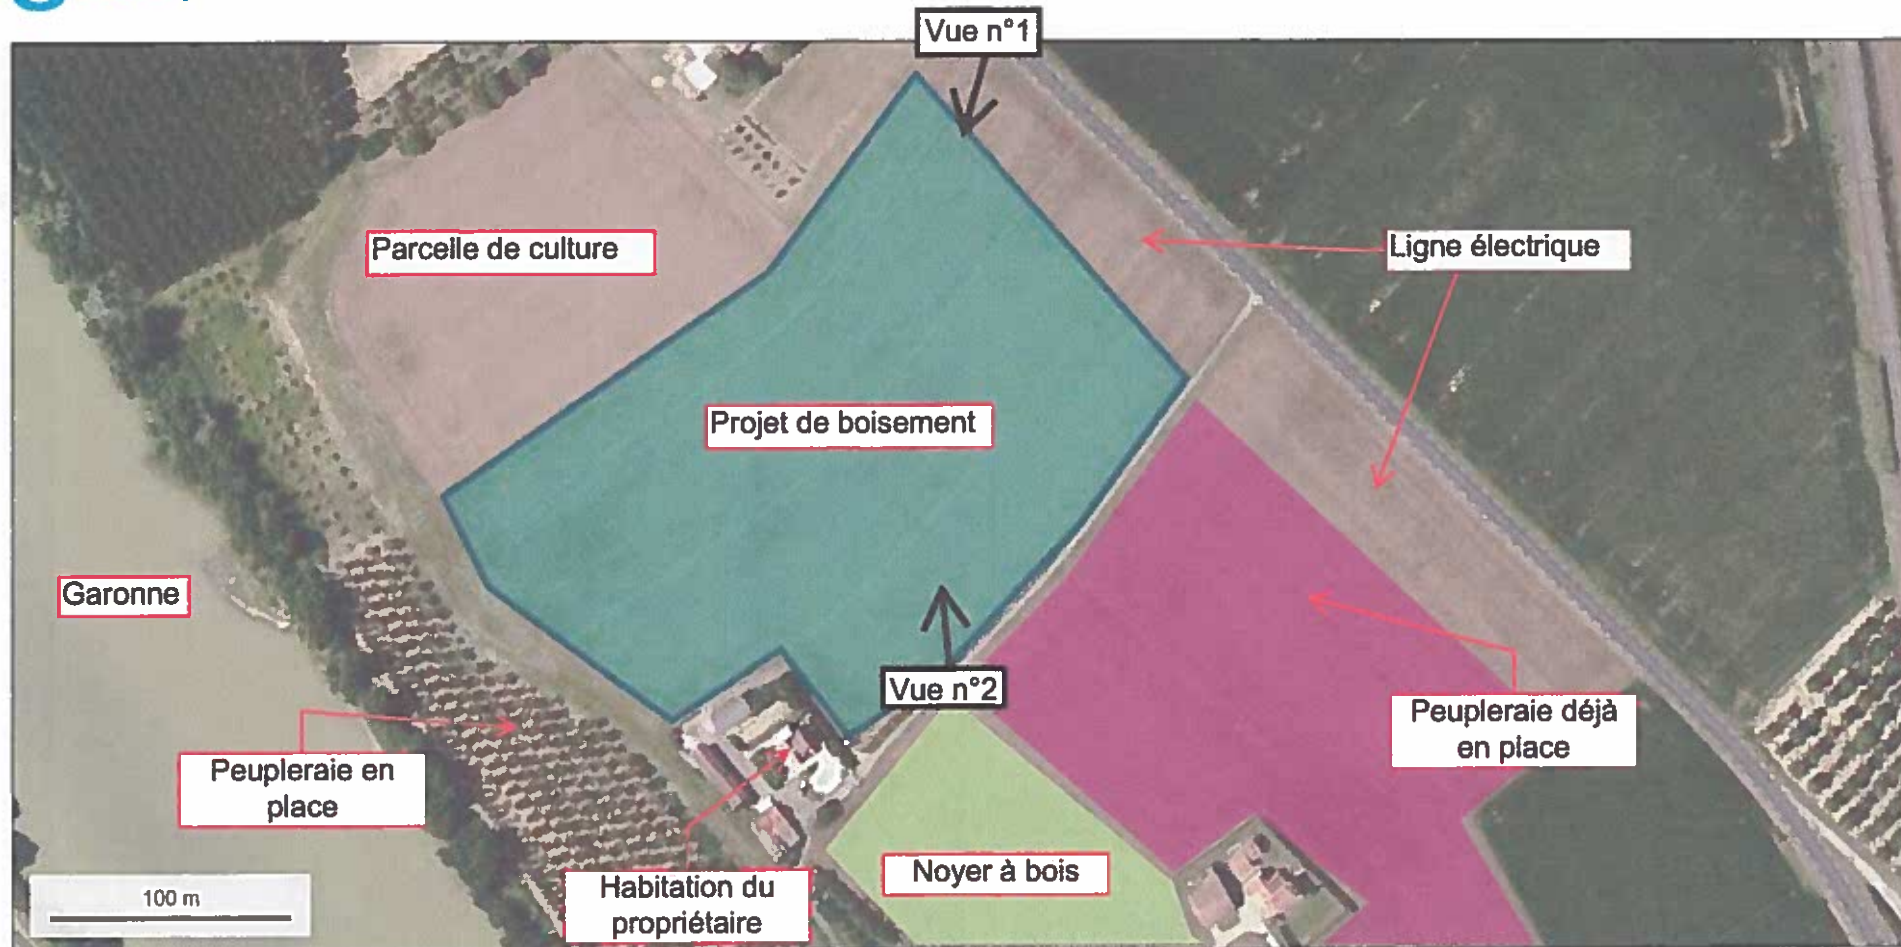 Vue n°1
Parcelle de culture
Ligne électrique
Projet de boisement
Garonne
Vue n°2
Peupleraie déjà
en place
Peupleraie en
place
Noyer à bois
Habitation du
propriétaire
100 m